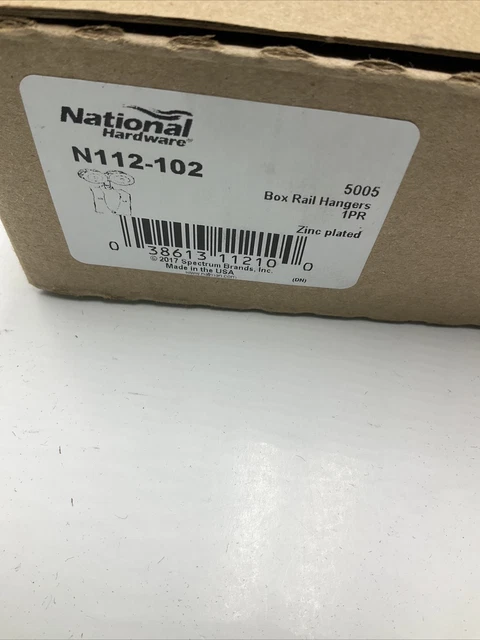 National
Hardware®
N112-102
5005
Box Rail Hangers
1PR
Zinc plated
0 38613 11210 0
© 2017 Spectrum Brands, Inc.
Made in the USA
(DN)